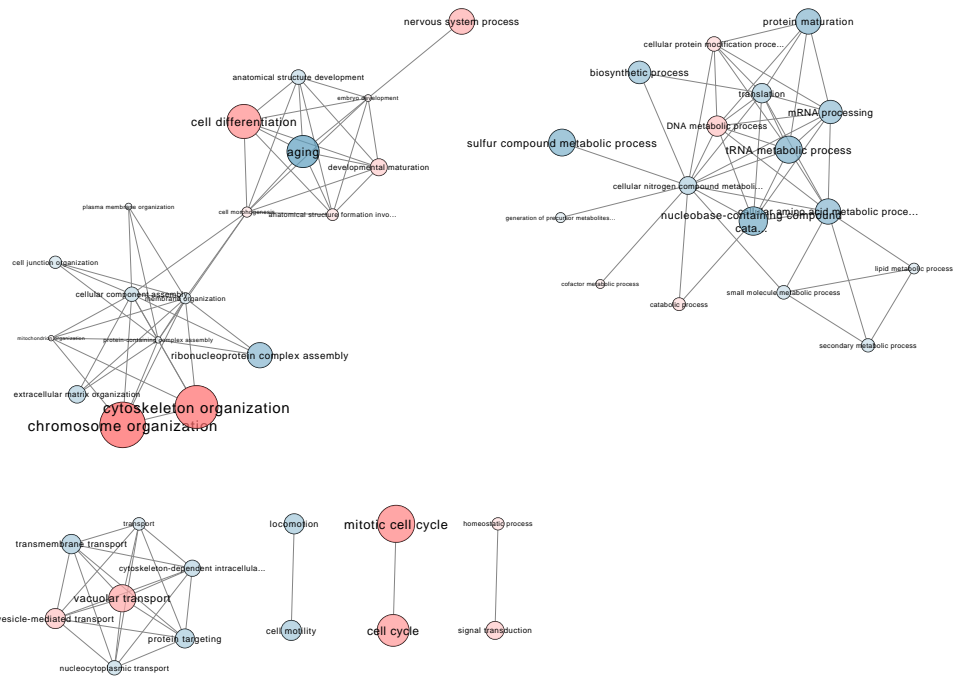 nervous system process
protein maturation
cellular protein modification proce...
biosynthetic process
anatomical structure development
translation
embryo development
mRNA processing
cell differentiation
DNA metabolic process
sulfur compound metabolic process
aging
tRNA metabolic process
developmental maturation
cellular nitrogen compound metaboli...
plasma membrane organization
cell morphogenesis
anatomical structure formation invo...
generation of precursor metabolites...
nucleobase-containing compound
cata...
cellular amino acid metabolic proce...
cell junction organization
lipid metabolic process
cofactor metabolic process
cellular component assembly
membrane organization
small molecule metabolic process
catabolic process
mitochondrion organization
protein-containing complex assembly
secondary metabolic process
ribonucleoprotein complex assembly
extracellular matrix organization
cytoskeleton organization
chromosome organization
transport
locomotion
mitotic cell cycle
homeostatic process
transmembrane transport
cytoskeleton-dependent intracellula...
vacuolar transport
vesicle-mediated transport
cell motility
cell cycle
signal transduction
protein targeting
nucleocytoplasmic transport